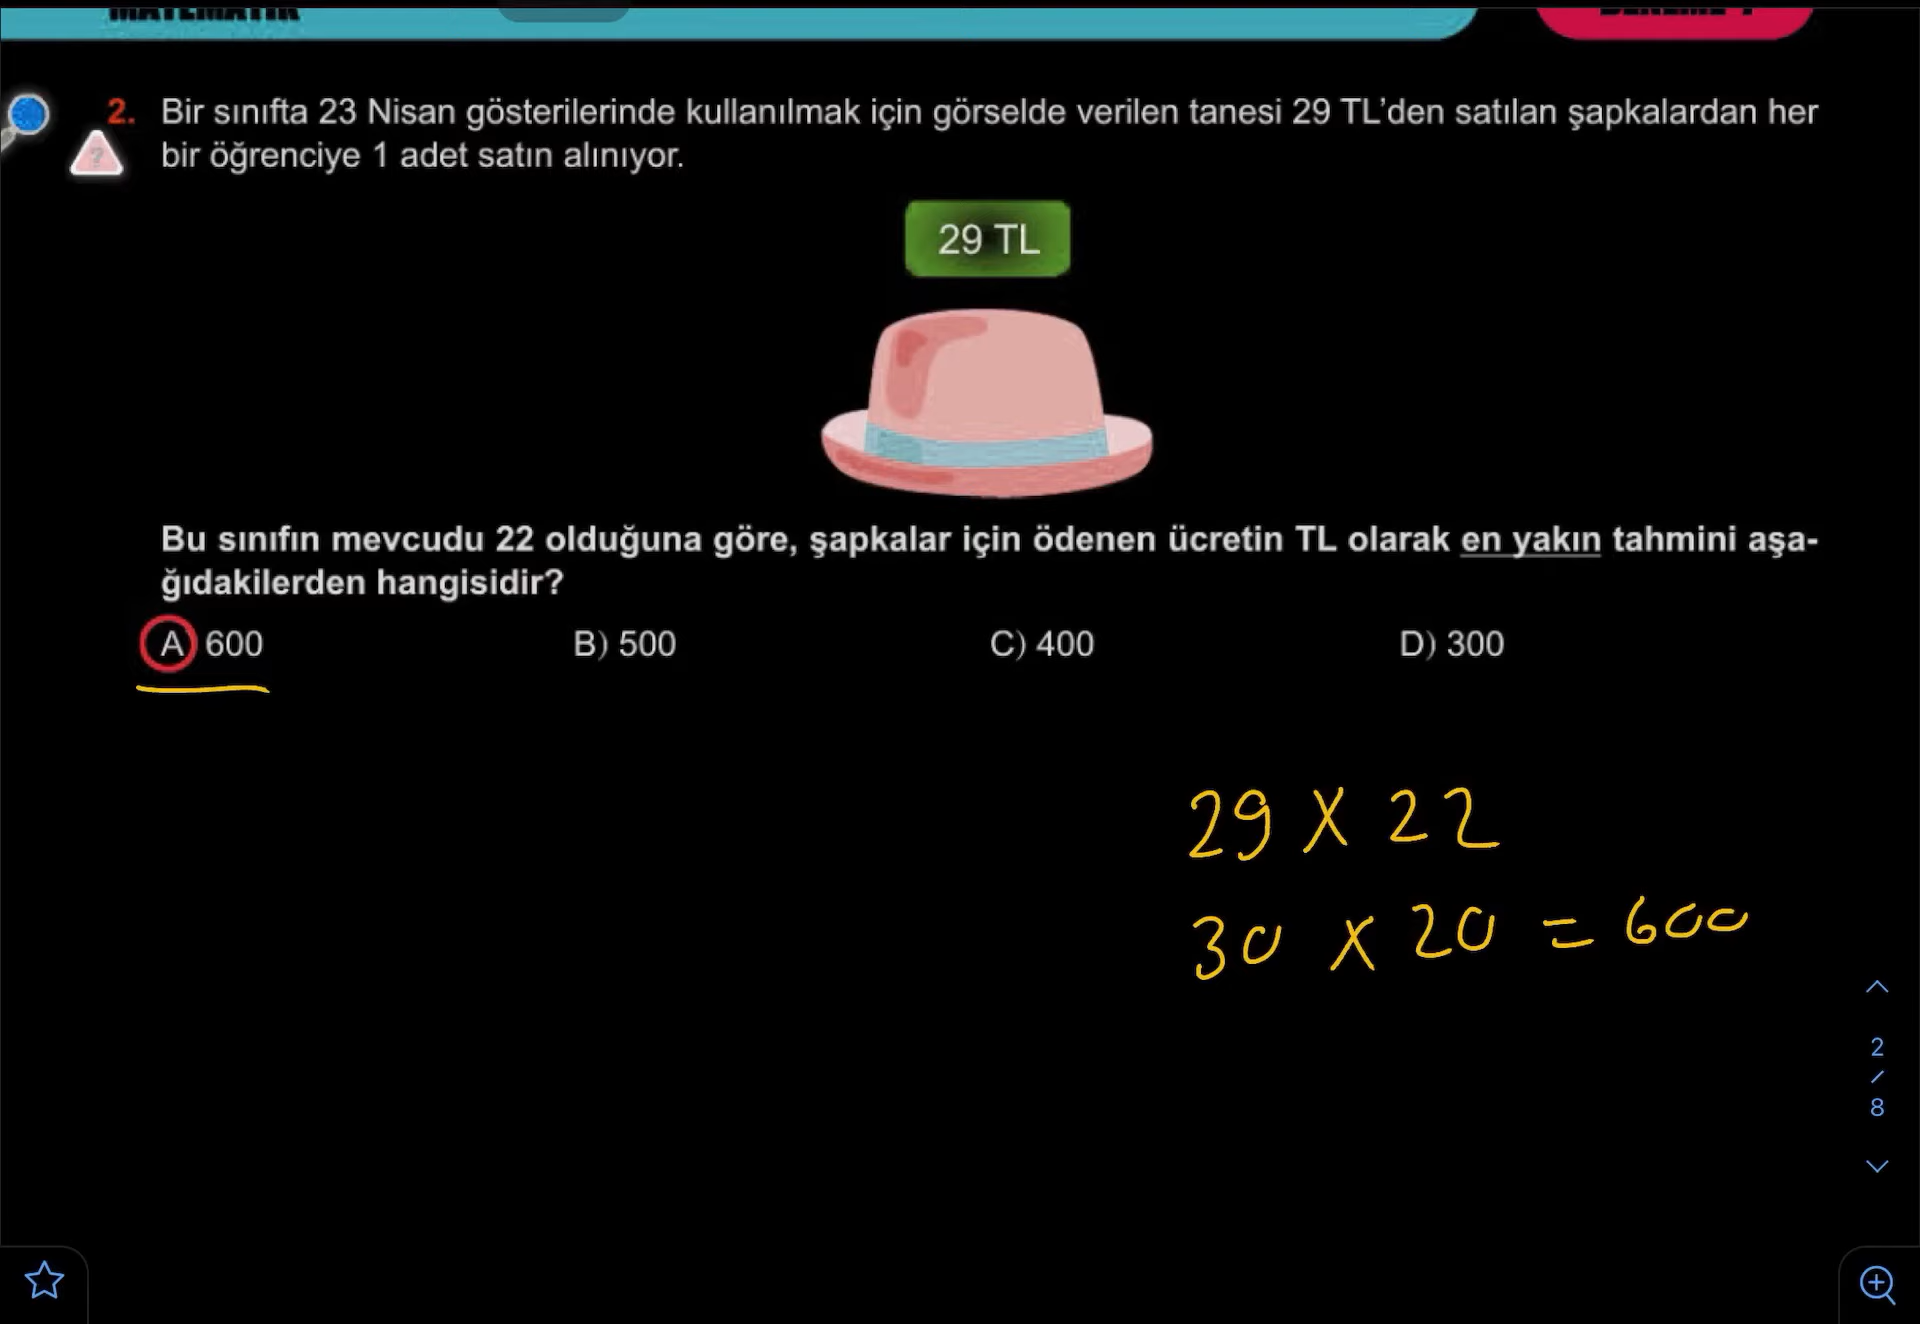 2. Bir sınıfta 23 Nisan gösterilerinde kullanılmak için görselde verilen tanesi 29 TL’den satılan şapkalardan her
bir öğrenciye 1 adet satın alınıyor.
?
29 TL
Bu sınıfın mevcudu 22 olduğuna göre, şapkalar için ödenen ücretin TL olarak en yakın tahmini aşa-
ğıdakilerden hangisidir?
A) 600 B) 500 C) 400 D) 300
29 X 22
30 X 20 = 600
2
/
8